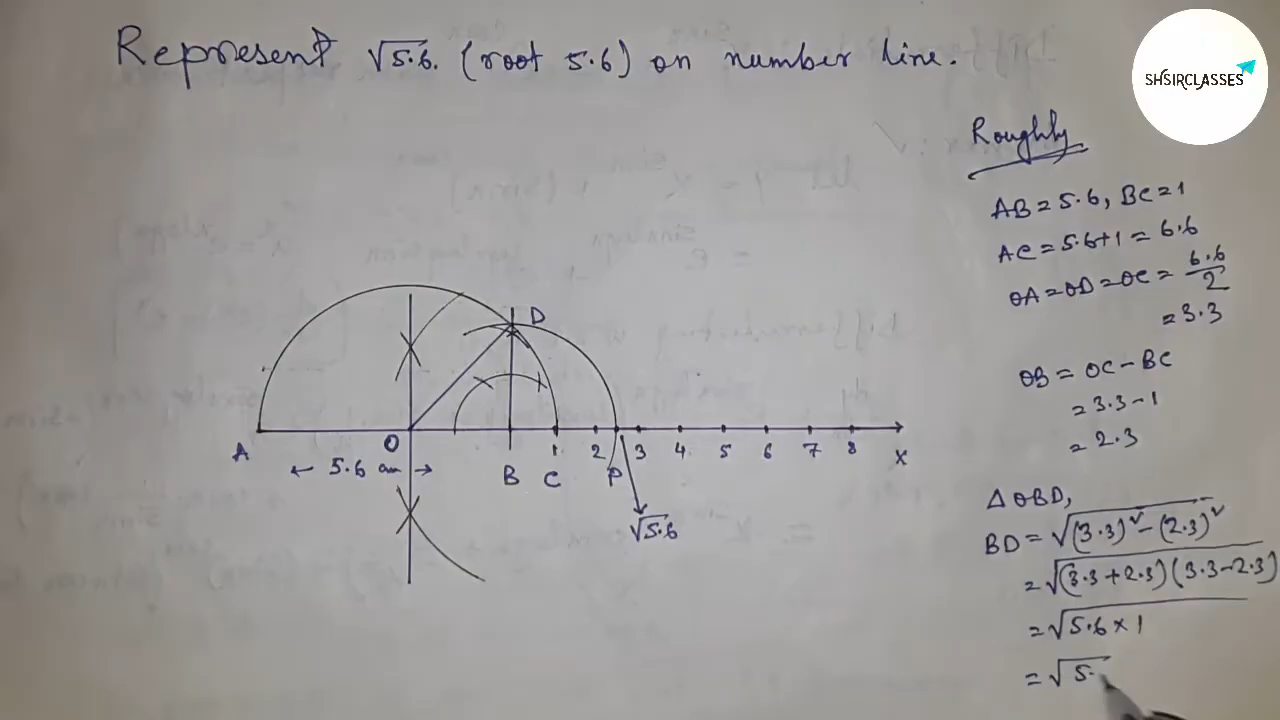 Represent √5.6. (root 5.6) on number line.
SHSIRCLASSES
Roughly
AB = 5.6, BC = 1
AC = 5.6+1 = 6.6
OA = OD = OC = 6.6/2
= 3.3
OB = OC - BC
= 3.3 - 1
= 2.3
△ OBD,
BD = √(3.3)² - (2.3)²
= √(3.3+2.3)(3.3-2.3)
= √5.6 × 1
= √5.
D
A O B C P X
1 2 3 4 5 6 7 8
← 5.6 cm →
√5.6